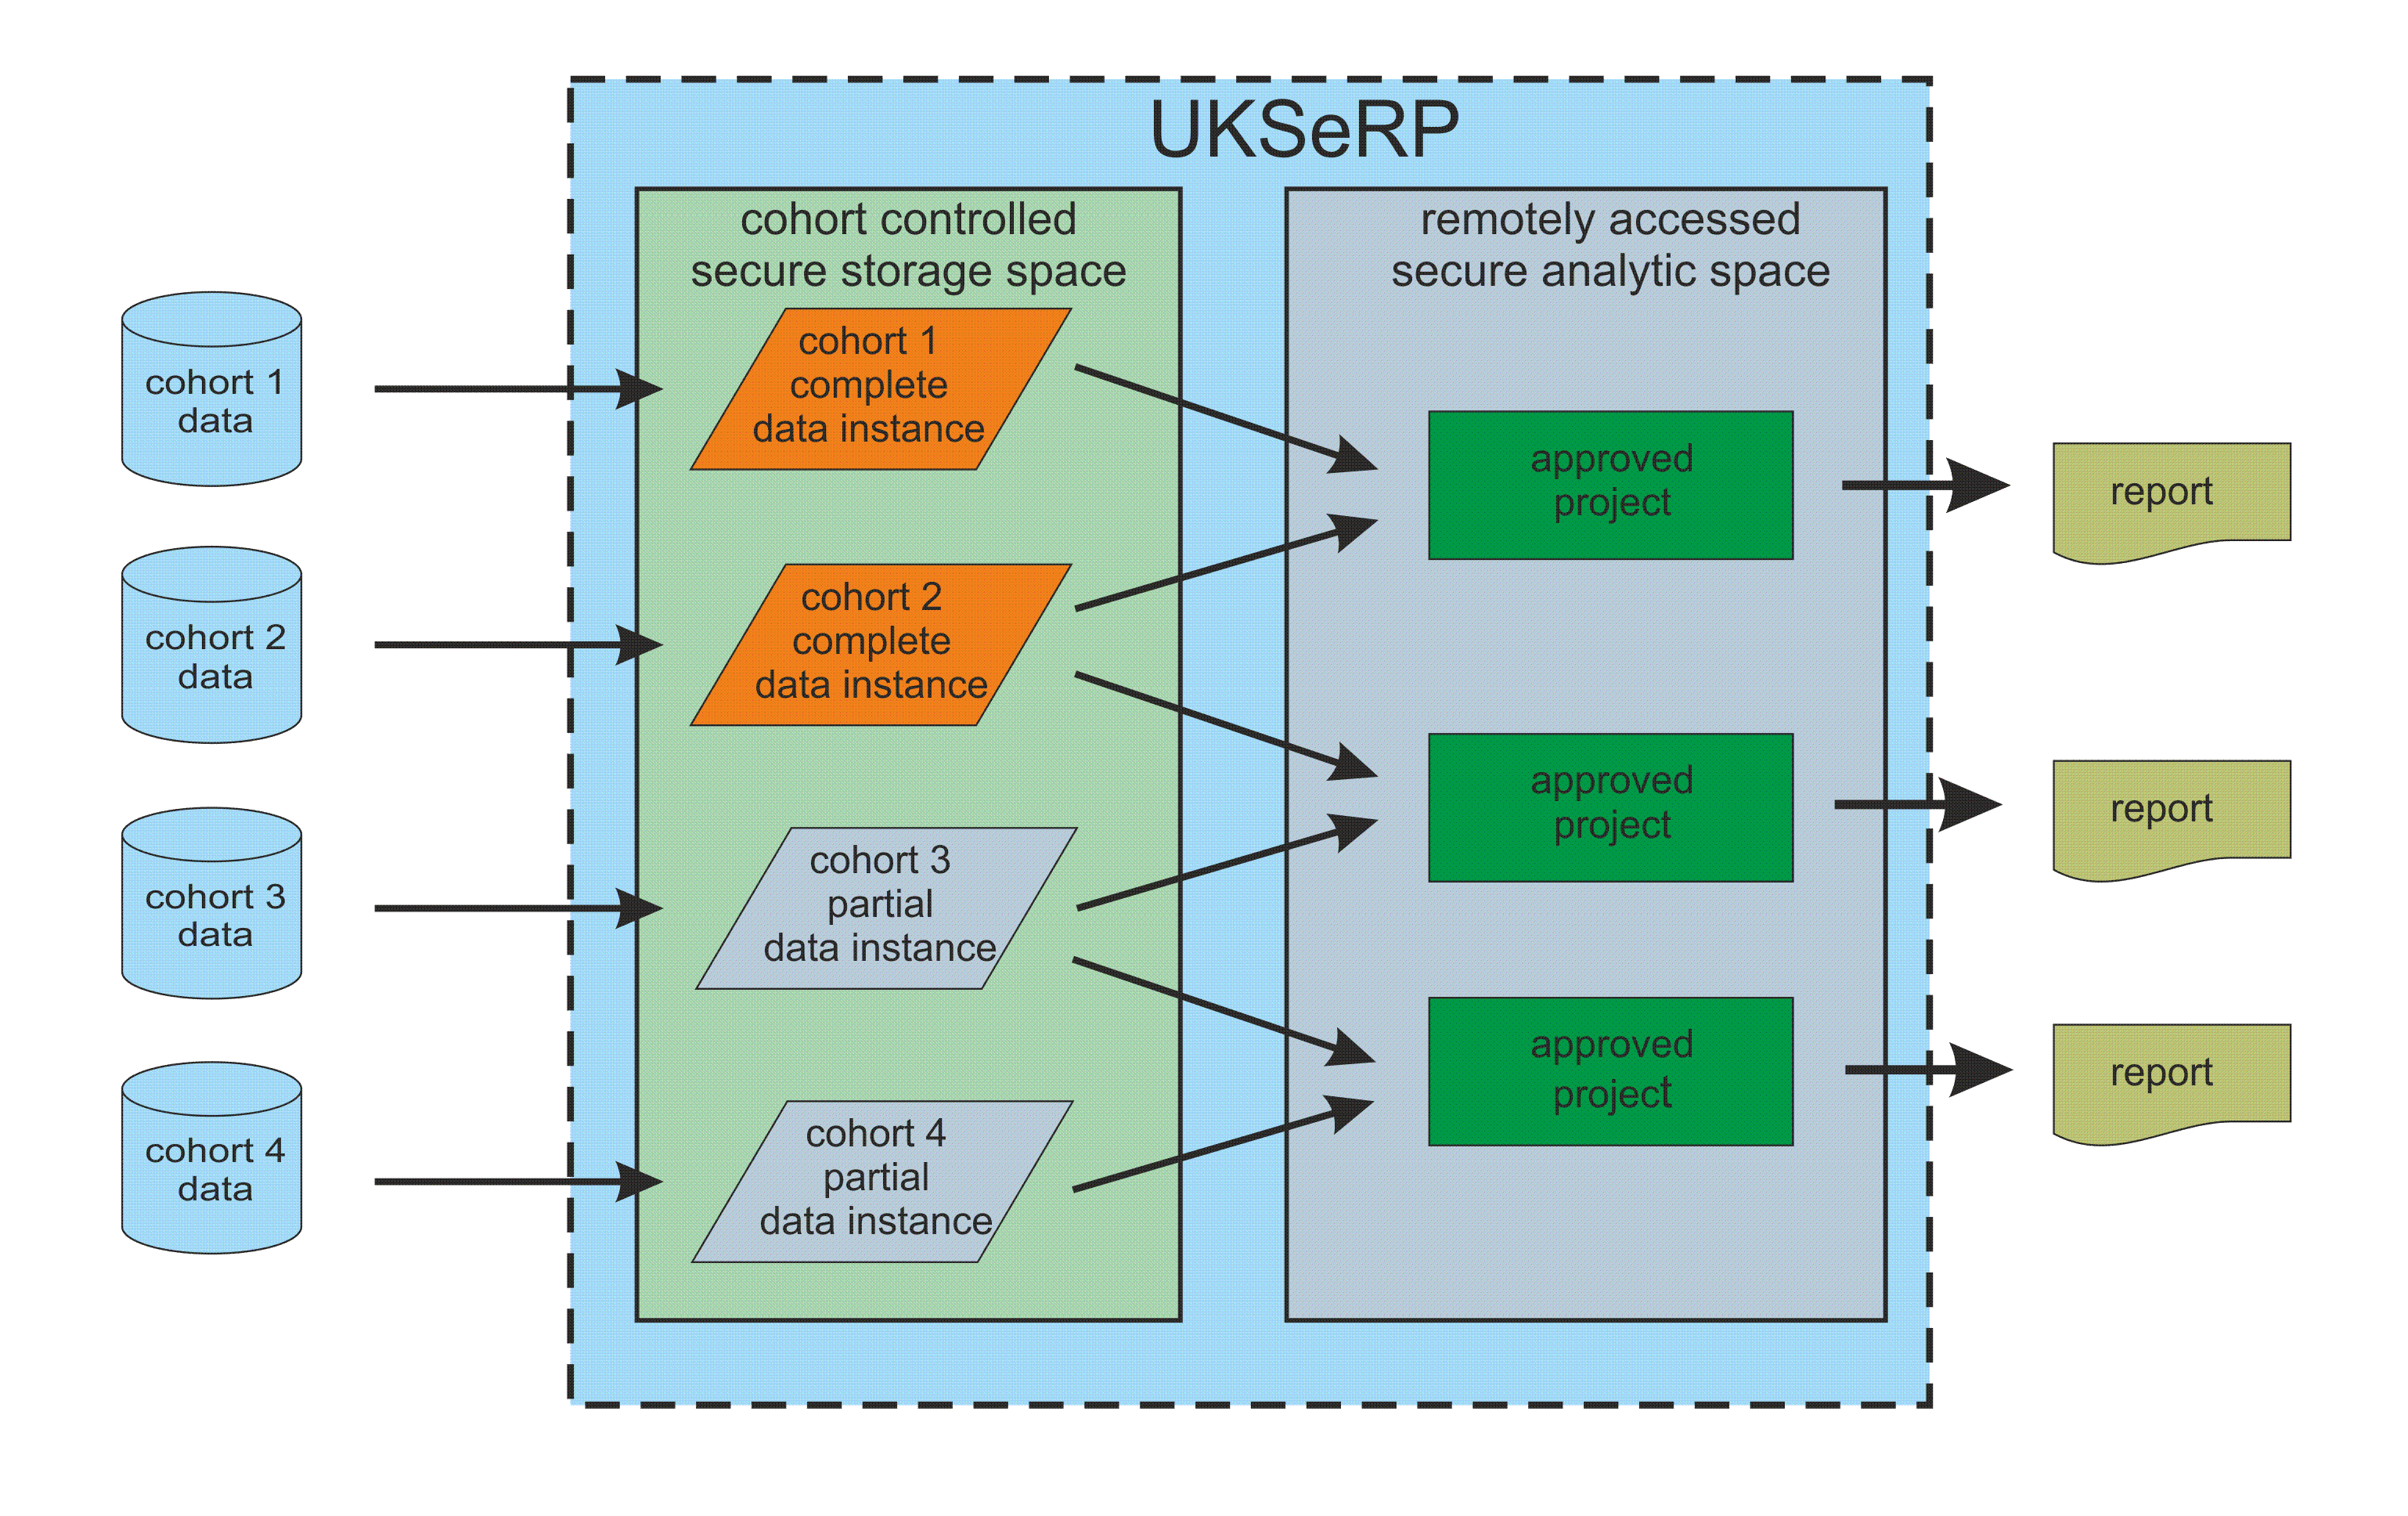 UKSeRP
cohort controlled
secure storage space
remotely accessed
secure analytic space
cohort 1
data
cohort 2
data
cohort 3
data
cohort 4
data
cohort 1
complete
data instance
cohort 2
complete
data instance
cohort 3
partial
data instance
cohort 4
partial
data instance
approved
project
approved
project
approved
project
report
report
report